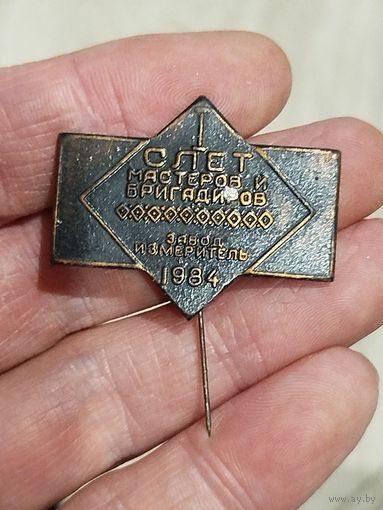 I
СЛЕТ
МАСТЕРОВ И
БРИГАДИРОВ
ЗАВОД
ИЗМЕРИТЕЛЬ
1984
www.ay.by